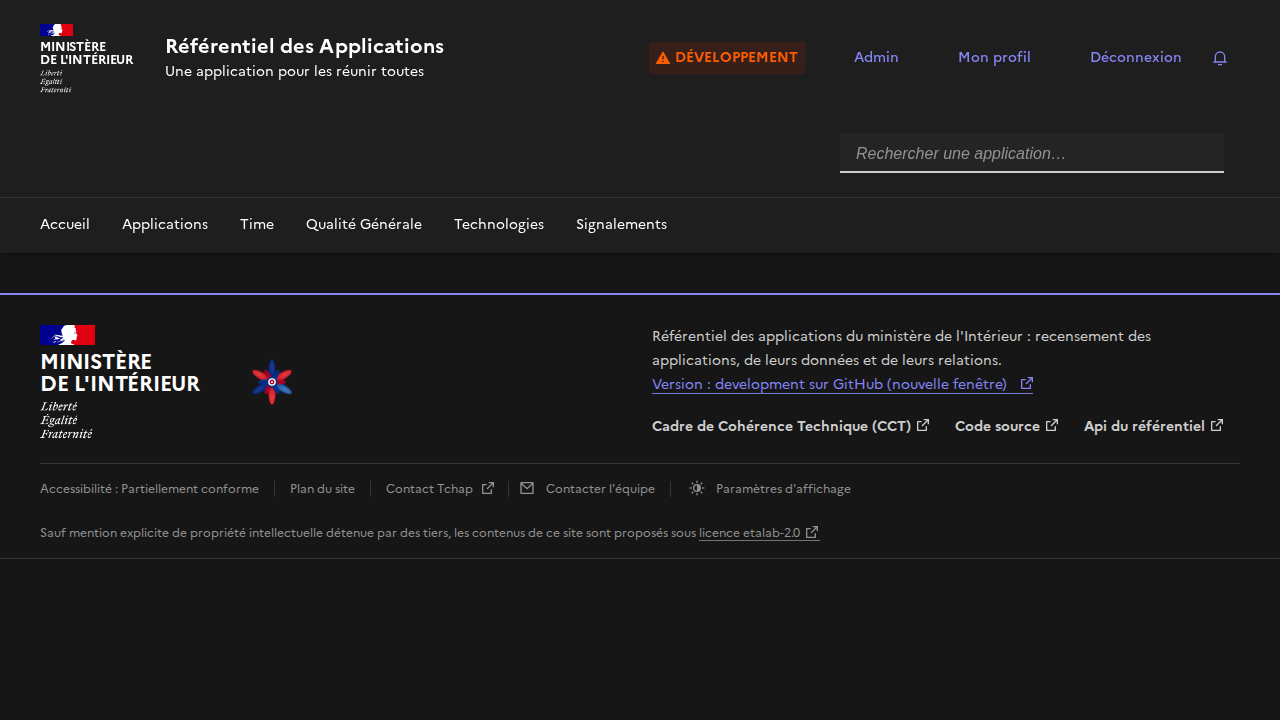 MINISTÈRE
DE L'INTÉRIEUR
Liberté
Égalité
Fraternité
Référentiel des Applications
Une application pour les réunir toutes
DÉVELOPPEMENT
Admin
Mon profil
Déconnexion
Rechercher une application…
Accueil
Applications
Time
Qualité Générale
Technologies
Signalements
MINISTÈRE
DE L'INTÉRIEUR
Liberté
Égalité
Fraternité
Référentiel des applications du ministère de l'Intérieur : recensement des
applications, de leurs données et de leurs relations.
Version : development sur GitHub (nouvelle fenêtre)
Cadre de Cohérence Technique (CCT)
Code source
Api du référentiel
Accessibilité : Partiellement conforme
Plan du site
Contact Tchap
Contacter l'équipe
Paramètres d'affichage
Sauf mention explicite de propriété intellectuelle détenue par des tiers, les contenus de ce site sont proposés sous licence etalab-2.0